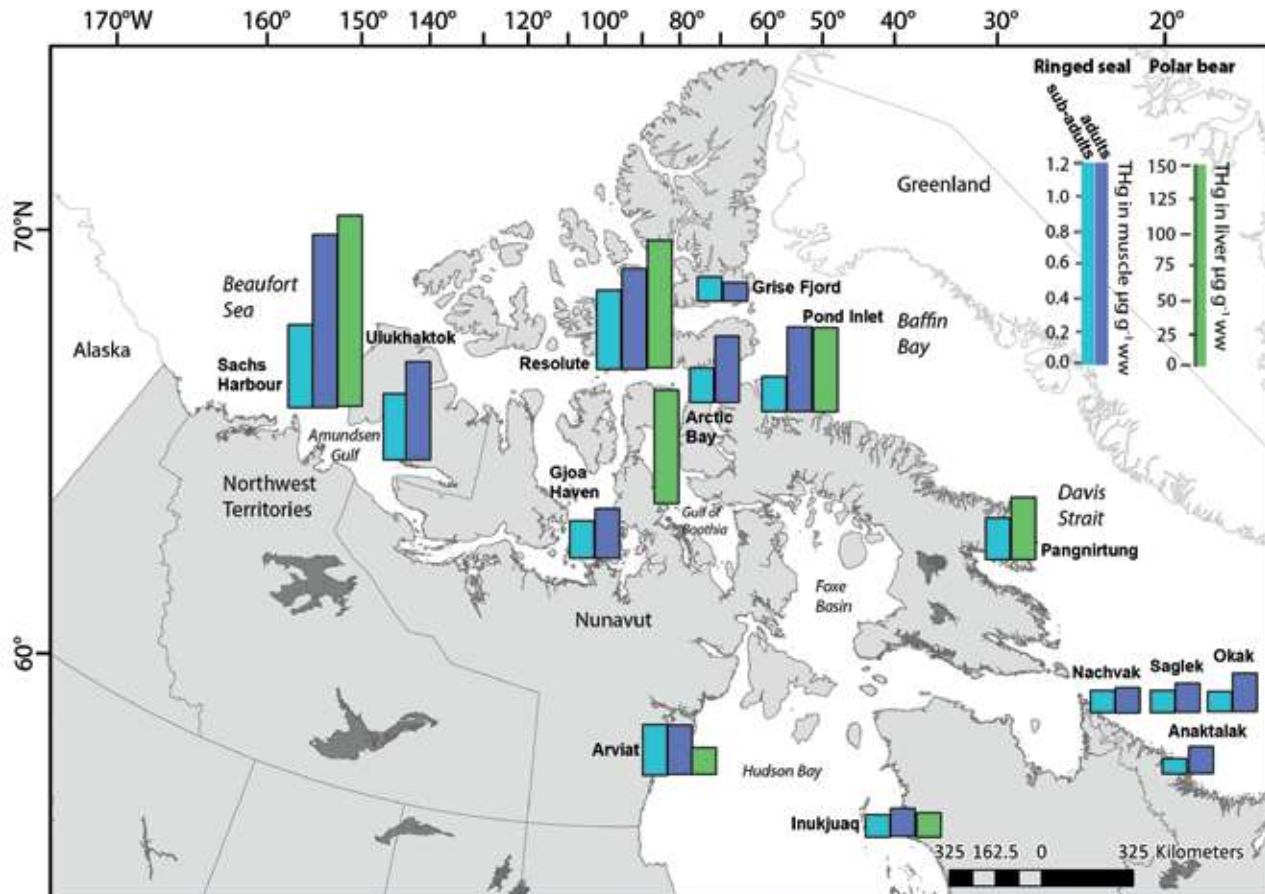 170° 160° 150° 140° 120° 100° 80° 60° 50° 40° 30° 20°
70°N
60°
Ringed seal Polar bear
sub-adults
adults
1.2
1.0
0.8
0.6
0.4
0.2
0.0
THg in muscle µg g⁻¹ ww
150
125
100
75
50
25
0
THg in liver µg g⁻¹ ww
Greenland
Beaufort
Sea
Alaska
Sachs
Harbour
Ulukhaktok
Amundsen
Gulf
Northwest
Territories
Resolute
Grise Fjord
Pond Inlet
Baffin
Bay
Arctic
Bay
Gjoa
Haven
Gulf of
Boothia
Davis
Strait
Pangnirtung
Foxe
Basin
Nunavut
Nachvak
Saglek
Okak
Anaktalak
Arviat
Hudson Bay
Inukjuaq
325 162.5 0 325 Kilometers